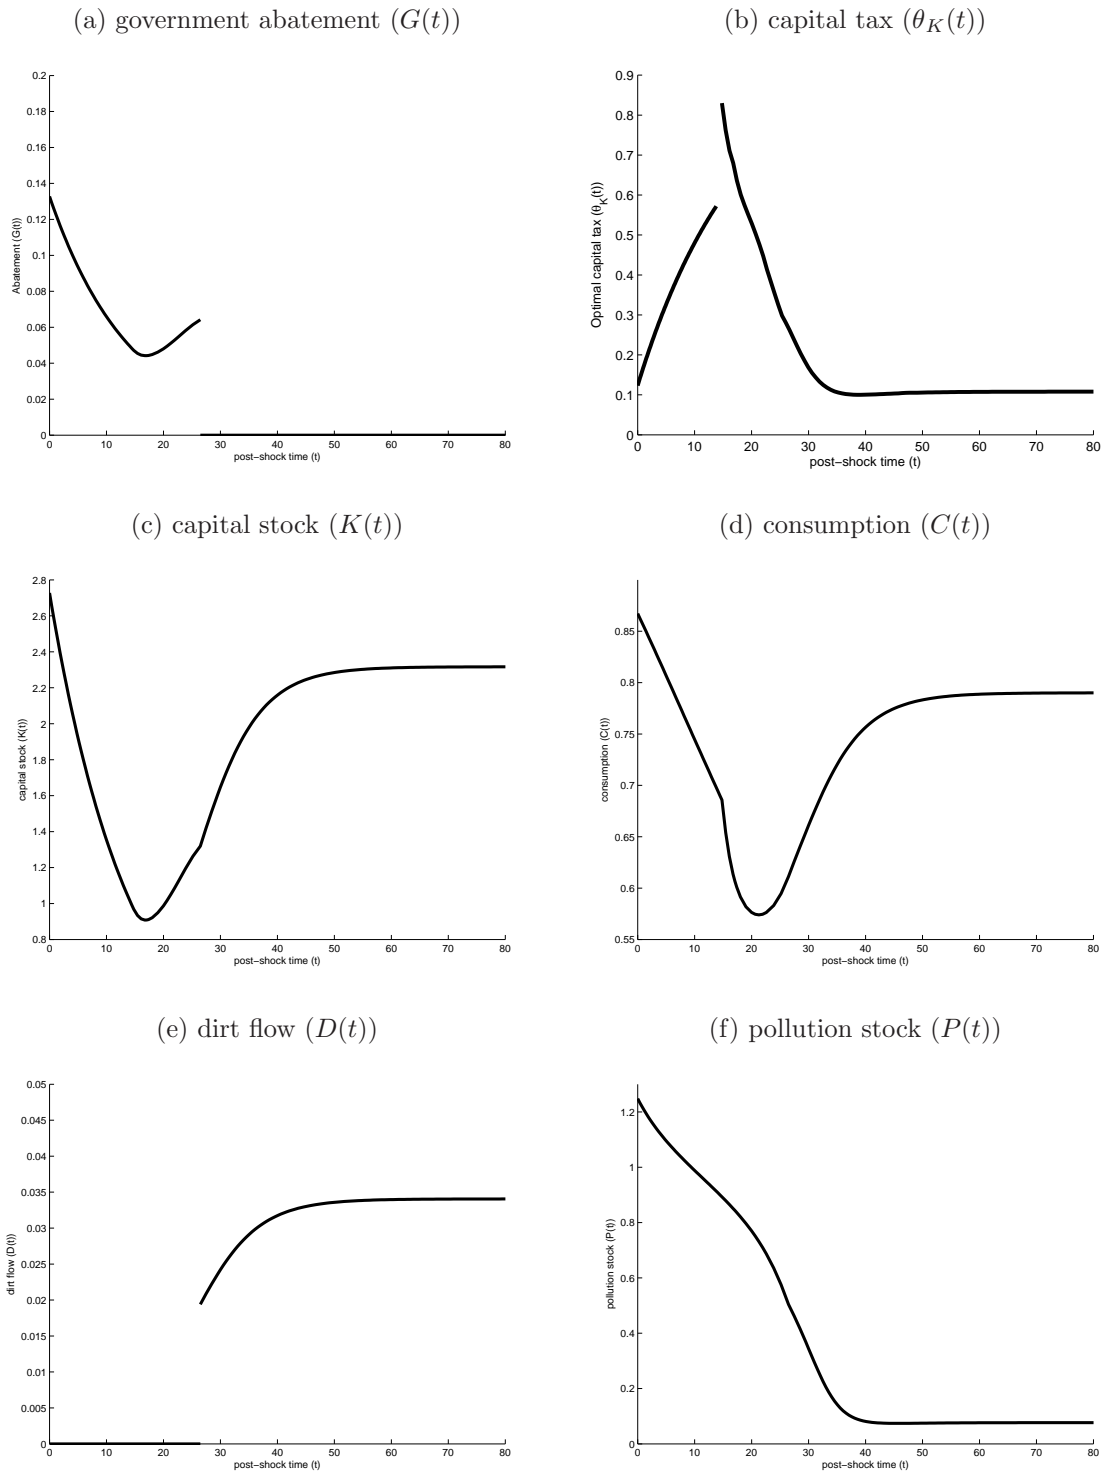 (a) government abatement (G(t))
(b) capital tax (θ_K(t))
0.2
0.18
0.16
0.14
0.12
0.1
0.08
0.06
0.04
0.02
0
Abatement (G(t))
0 10 20 30 40 50 60 70 80
post−shock time (t)
0.9
0.8
0.7
0.6
0.5
0.4
0.3
0.2
0.1
0
Optimal capital tax (θ_K(t))
0 10 20 30 40 50 60 70 80
post−shock time (t)
(c) capital stock (K(t))
(d) consumption (C(t))
2.8
2.6
2.4
2.2
2
1.8
1.6
1.4
1.2
1
0.8
capital stock (K(t))
0 10 20 30 40 50 60 70 80
post−shock time (t)
0.85
0.8
0.75
0.7
0.65
0.6
0.55
consumption (C(t))
0 10 20 30 40 50 60 70 80
post−shock time (t)
(e) dirt flow (D(t))
(f) pollution stock (P(t))
0.05
0.045
0.04
0.035
0.03
0.025
0.02
0.015
0.01
0.005
0
dirt flow (D(t))
0 10 20 30 40 50 60 70 80
post−shock time (t)
1.2
1
0.8
0.6
0.4
0.2
0
pollution stock (P(t))
0 10 20 30 40 50 60 70 80
post−shock time (t)